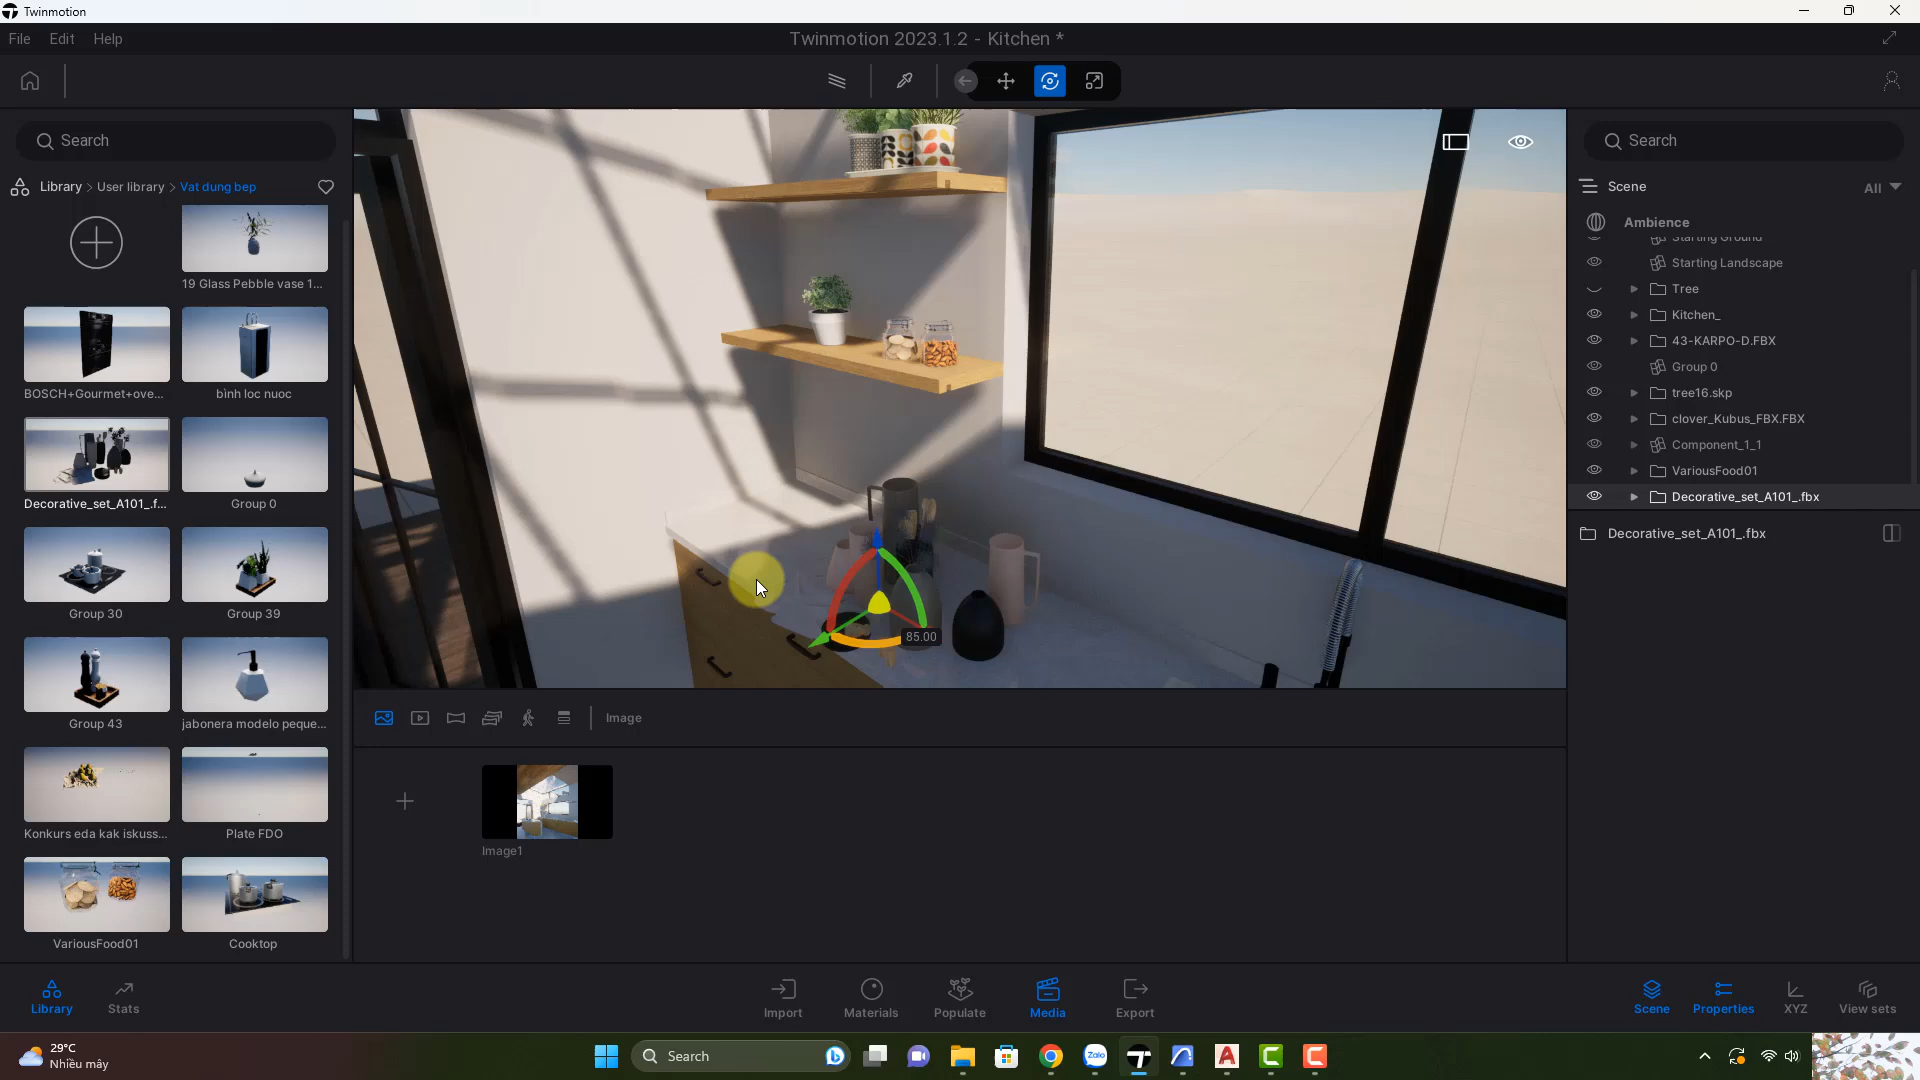 Twinmotion
File Edit Help
Twinmotion 2023.1.2 - Kitchen *
Search
Library > User library > Vat dung bep
19 Glass Pebble vase 1...
BOSCH+Gourmet+ove...
bình loc nuoc
Decorative_set_A101_.f...
Group 0
Group 30
Group 39
Group 43
jabonera modelo peque...
Konkurs eda kak iskuss...
Plate FDO
VariousFood01
Cooktop
85.00
Image
Image1
Search
Scene
All
Ambience
Starting Ground
Starting Landscape
Tree
Kitchen_
43-KARPO-D.FBX
Group 0
tree16.skp
clover_Kubus_FBX.FBX
Component_1_1
VariousFood01
Decorative_set_A101_.fbx
Decorative_set_A101_.fbx
Library
Stats
Import
Materials
Populate
Media
Export
Scene
Properties
XYZ
View sets
29°C
Nhiều mây
Search
Zalo